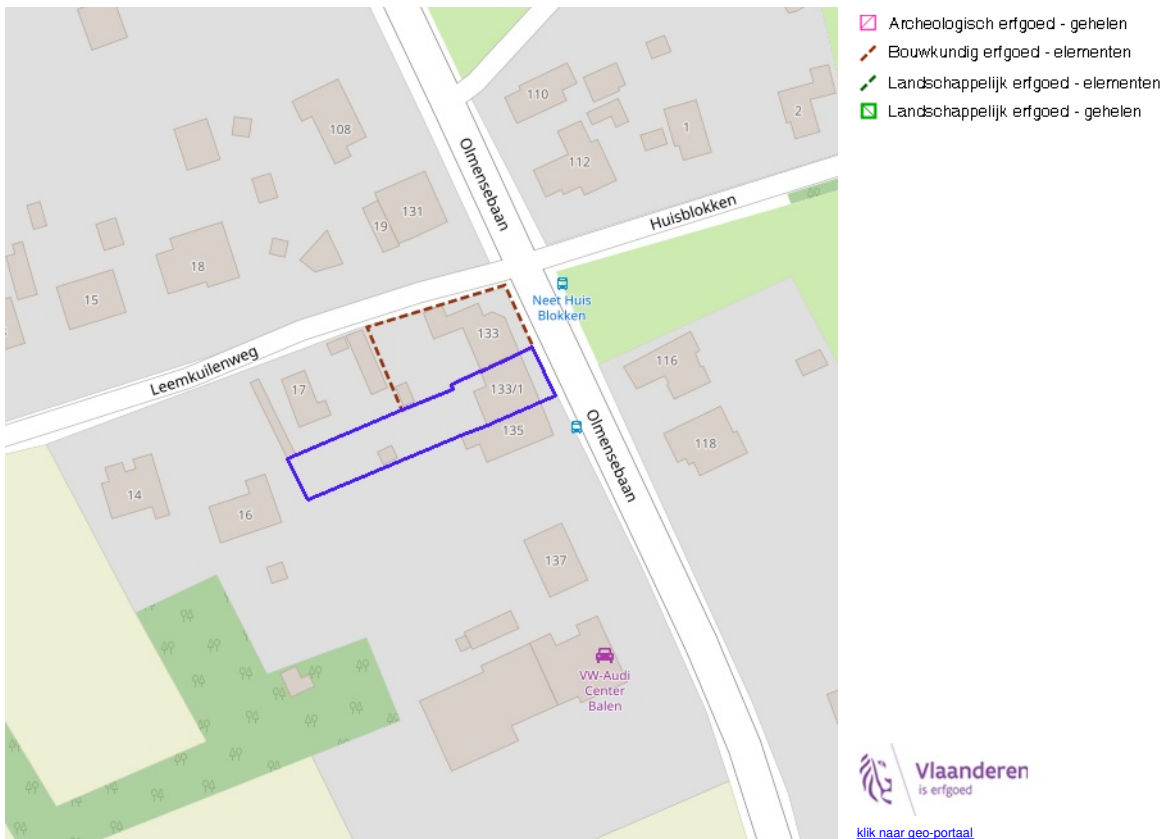 Archeologisch erfgoed - gehelen
Bouwkundig erfgoed - elementen
Landschappelijk erfgoed - elementen
Landschappelijk erfgoed - gehelen
108
110
112
1
2
Olmensebaan
131
19
Huisblokken
18
15
Neet Huis
Blokken
133
116
Leemkuilenweg
17
133/1
135
118
Olmensebaan
14
16
137
VW-Audi
Center
Balen
Vlaanderen
is erfgoed
klik naar geo-portaal